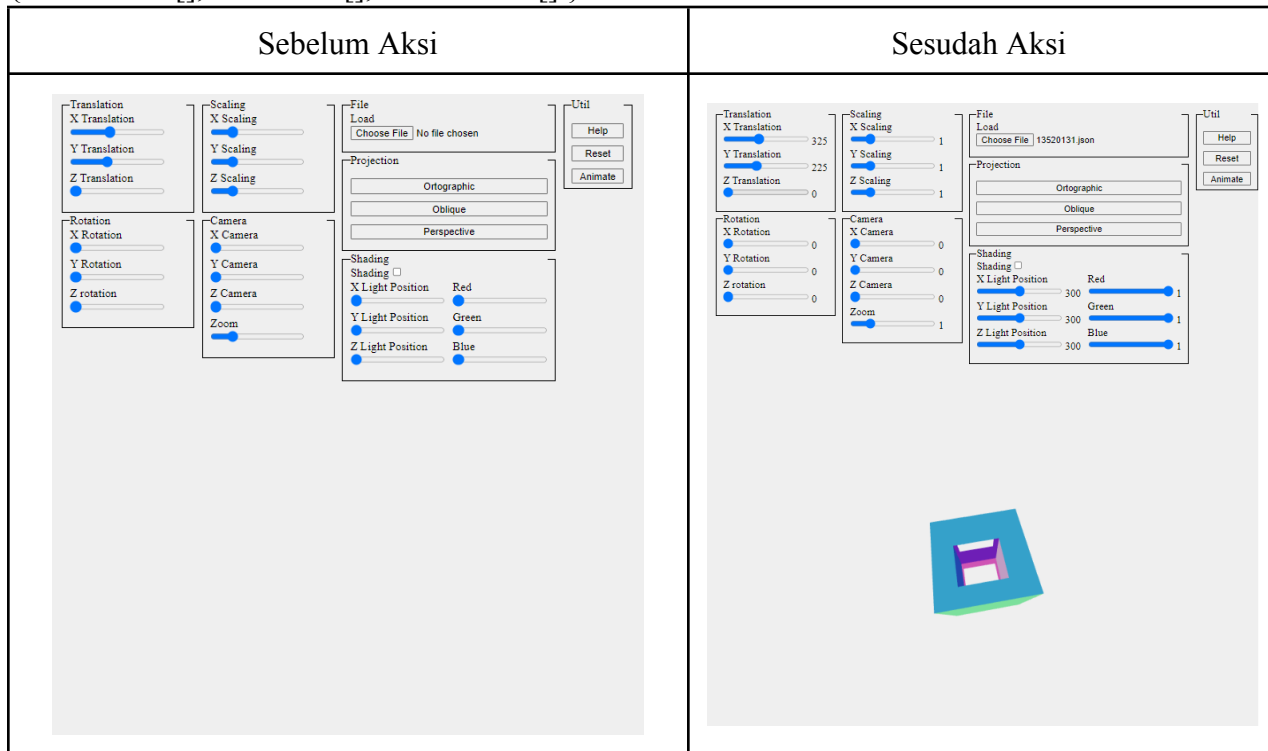 Sebelum Aksi
Sesudah Aksi
Translation
X Translation
Y Translation
Z Translation
Scaling
X Scaling
Y Scaling
Z Scaling
File
Load
Choose File No file chosen
Projection
Ortographic
Oblique
Perspective
Util
Help
Reset
Animate
Rotation
X Rotation
Y Rotation
Z rotation
Camera
X Camera
Y Camera
Z Camera
Zoom
Shading
Shading
X Light Position Red
Y Light Position Green
Z Light Position Blue
Translation
X Translation
325
Y Translation
225
Z Translation
0
Scaling
X Scaling
1
Y Scaling
1
Z Scaling
1
File
Load
Choose File 13520131.json
Projection
Ortographic
Oblique
Perspective
Util
Help
Reset
Animate
Rotation
X Rotation
0
Y Rotation
0
Z rotation
0
Camera
X Camera
0
Y Camera
0
Z Camera
0
Zoom
1
Shading
Shading
X Light Position Red
300 1
Y Light Position Green
300 1
Z Light Position Blue
300 1